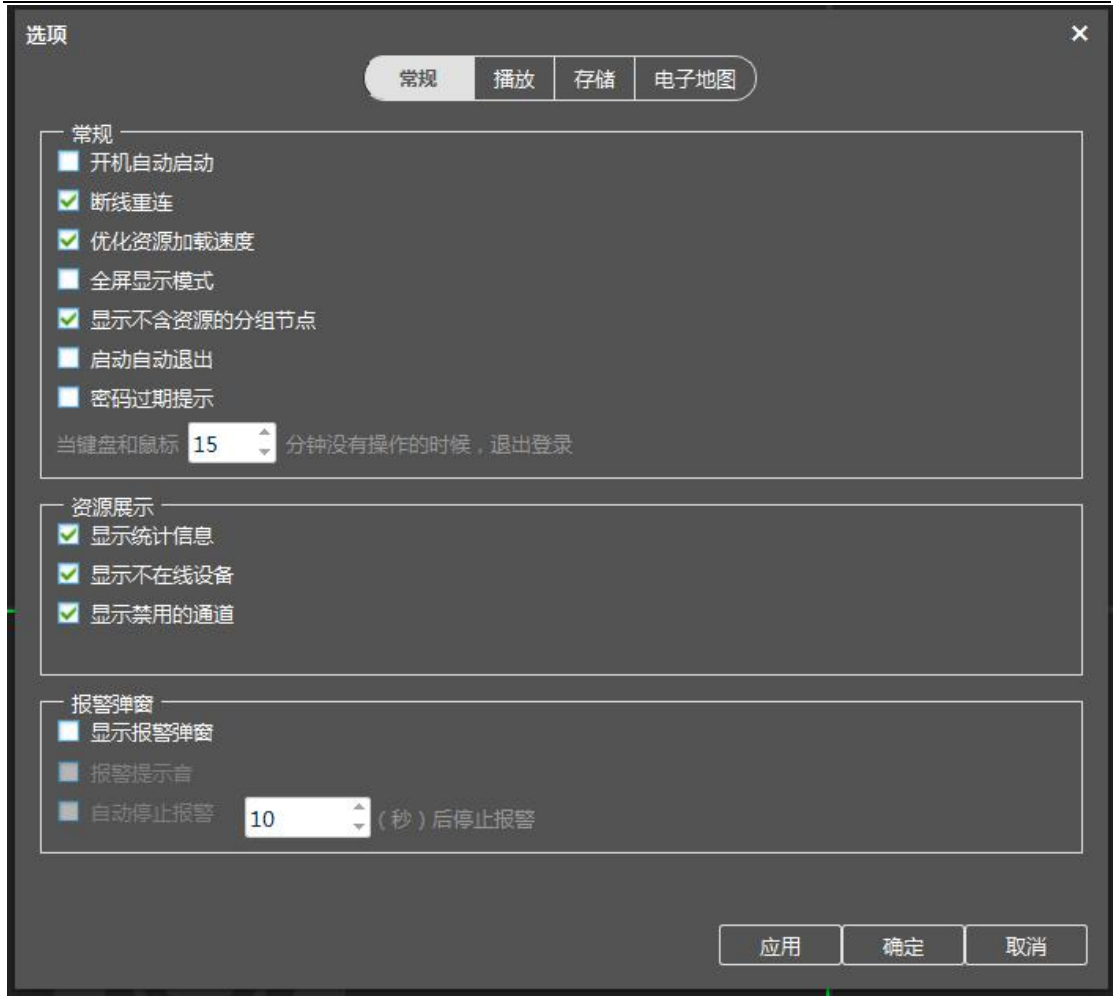 选项
常规 播放 存储 电子地图
常规
开机自动启动
断线重连
优化资源加载速度
全屏显示模式
显示不含资源的分组节点
启动自动退出
密码过期提示
当键盘和鼠标 15 分钟没有操作的时候，退出登录
资源展示
显示统计信息
显示不在线设备
显示禁用的通道
报警弹窗
显示报警弹窗
报警提示音
自动停止报警 10 （秒）后停止报警
应用 确定 取消